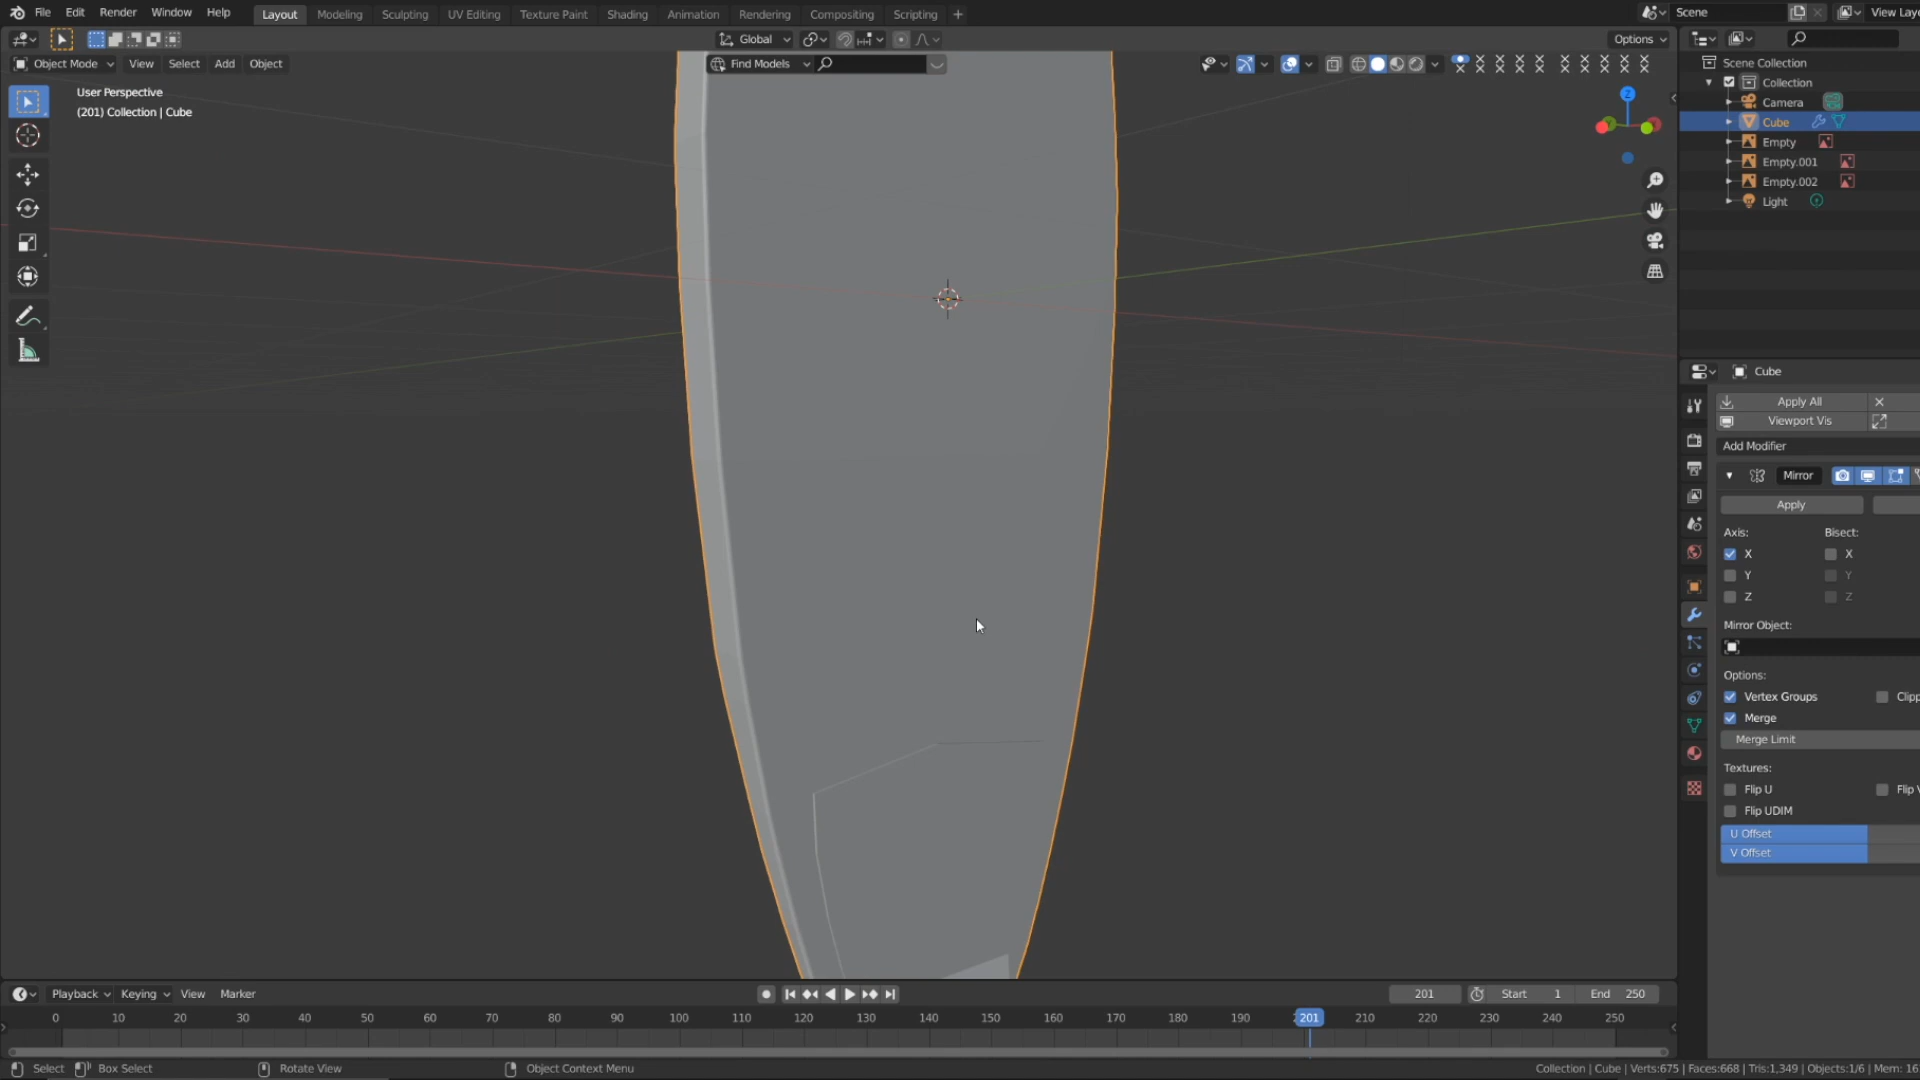 File Edit Render Window Help Layout Modeling Sculpting UV Editing Texture Paint Shading Animation Rendering Compositing Scripting + Scene
Global Options
Object Mode View Select Add Object Find Models
User Perspective
(201) Collection | Cube
Z
Scene Collection
Collection
Camera
Cube
Empty
Empty.001
Empty.002
Light
Cube
Apply All
Viewport Vis
Add Modifier
Mirror
Apply
Axis: Bisect:
X X
Y Y
Z Z
Mirror Object:
Options:
Vertex Groups
Merge
Merge Limit
Textures:
Flip U
Flip UDIM
U Offset
V Offset
Playback Keying View Marker 201 Start 1 End 250
0 10 20 30 40 50 60 70 80 90 100 110 120 130 140 150 160 170 180 190 201 210 220 230 240 250
Select Box Select Rotate View Object Context Menu Collection | Cube | Verts:675 | Faces:668 | Tris:1,349 | Objects:1/6 | Mem: 16